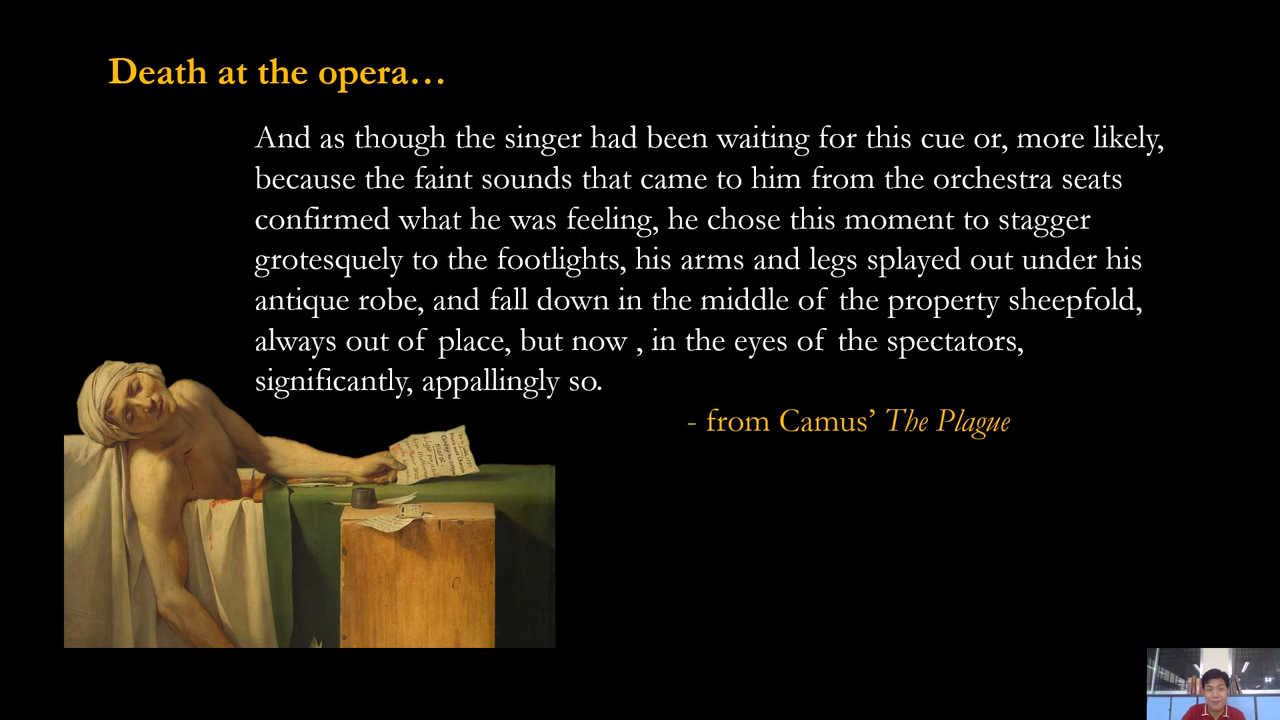 Death at the opera…
And as though the singer had been waiting for this cue or, more likely,
because the faint sounds that came to him from the orchestra seats
confirmed what he was feeling, he chose this moment to stagger
grotesquely to the footlights, his arms and legs splayed out under his
antique robe, and fall down in the middle of the property sheepfold,
always out of place, but now , in the eyes of the spectators,
significantly, appallingly so.
- from Camus’ The Plague